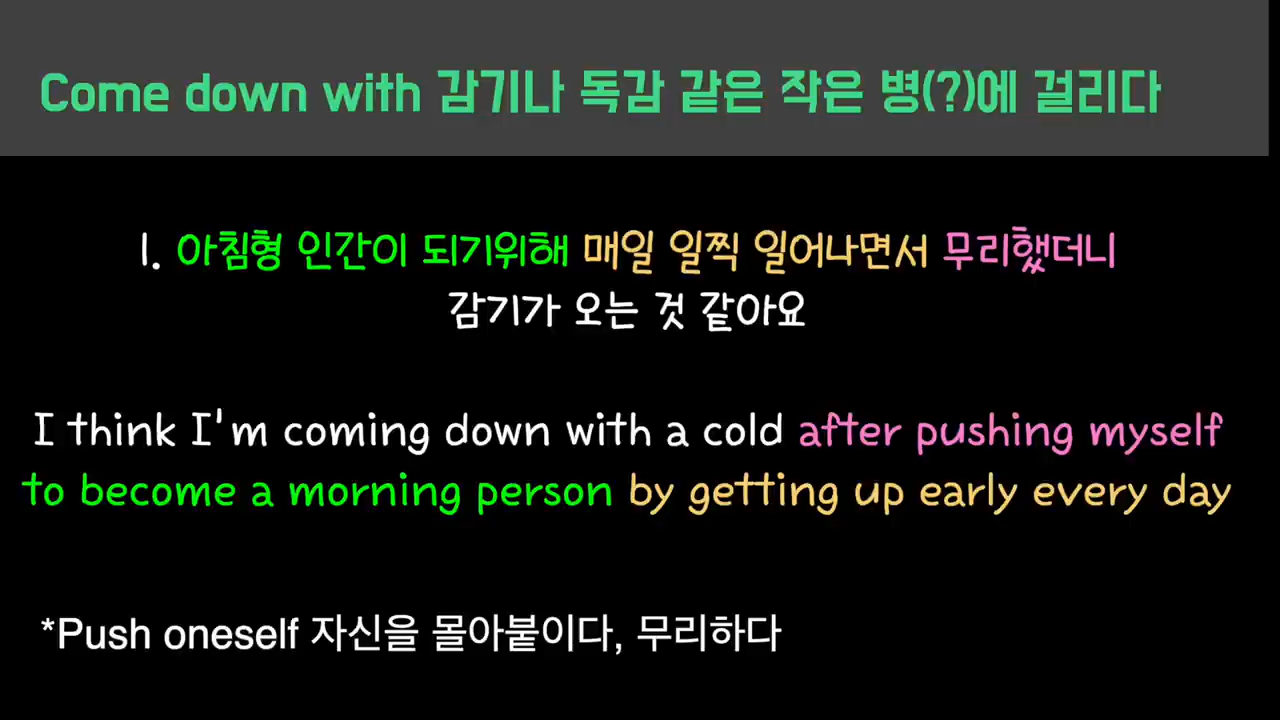 Come down with 감기나 독감 같은 작은 병(?)에 걸리다
1. 아침형 인간이 되기위해 매일 일찍 일어나면서 무리했더니
감기가 오는 것 같아요
I think I'm coming down with a cold after pushing myself
to become a morning person by getting up early every day
*Push oneself 자신을 몰아붙이다, 무리하다